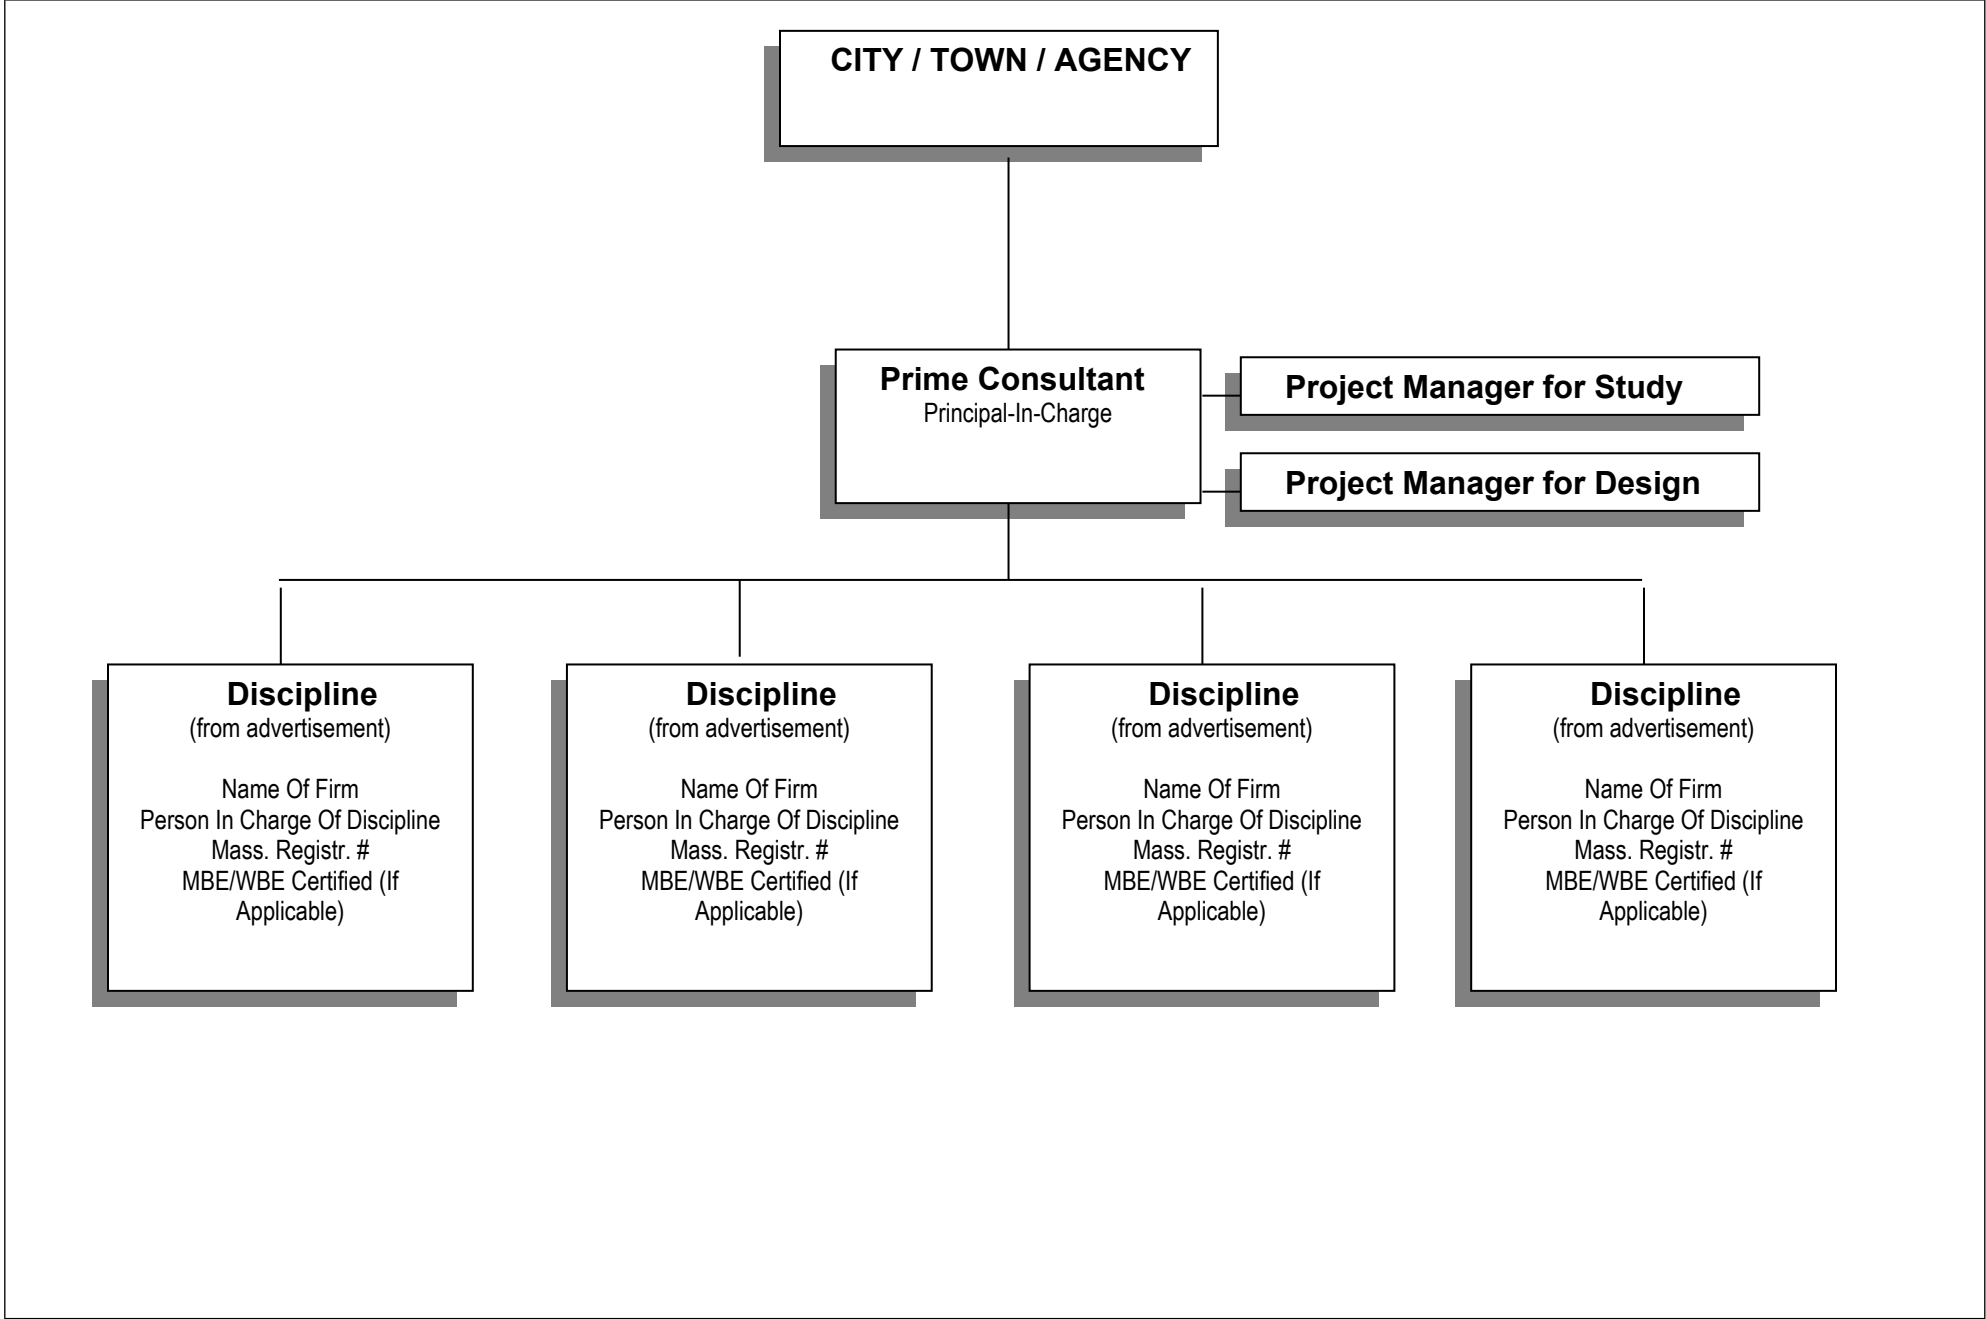 CITY / TOWN / AGENCY
Prime Consultant
Principal-In-Charge
Project Manager for Study
Project Manager for Design
Discipline
(from advertisement)
Name Of Firm
Person In Charge Of Discipline
Mass. Registr. #
MBE/WBE Certified (If
Applicable)
Discipline
(from advertisement)
Name Of Firm
Person In Charge Of Discipline
Mass. Registr. #
MBE/WBE Certified (If
Applicable)
Discipline
(from advertisement)
Name Of Firm
Person In Charge Of Discipline
Mass. Registr. #
MBE/WBE Certified (If
Applicable)
Discipline
(from advertisement)
Name Of Firm
Person In Charge Of Discipline
Mass. Registr. #
MBE/WBE Certified (If
Applicable)